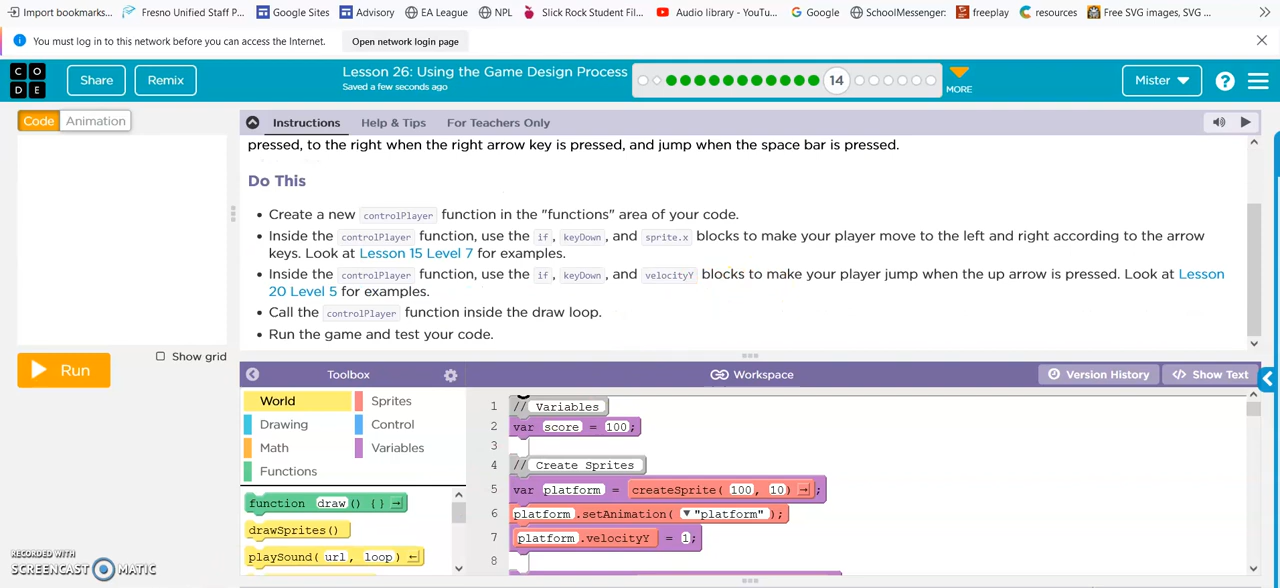 Import bookmarks... Fresno Unified Staff P... Google Sites Advisory EA League NPL Slick Rock Student Fil... Audio library - YouTu... Google SchoolMessenger: freeplay resources Free SVG images, SVG ...
You must log in to this network before you can access the Internet. Open network login page
CODE Share Remix Lesson 26: Using the Game Design Process 14 MORE Mister ?
Saved a few seconds ago
Code Animation Instructions Help & Tips For Teachers Only
pressed, to the right when the right arrow key is pressed, and jump when the space bar is pressed.
Do This
• Create a new controlPlayer function in the "functions" area of your code.
• Inside the controlPlayer function, use the if, keyDown, and sprite.x blocks to make your player move to the left and right according to the arrow
keys. Look at Lesson 15 Level 7 for examples.
• Inside the controlPlayer function, use the if, keyDown, and velocityY blocks to make your player jump when the up arrow is pressed. Look at Lesson
20 Level 5 for examples.
• Call the controlPlayer function inside the draw loop.
• Run the game and test your code.
Show grid
Run
Toolbox Workspace Version History Show Text
World Sprites
Drawing Control
Math Variables
Functions
function draw() { }
drawSprites()
playSound( url, loop)
1 // Variables
2 var score = 100;
3
4 // Create Sprites
5 var platform = createSprite( 100, 10);
6 platform.setAnimation( "platform");
7 platform.velocityY = 1;
8
RECORDED WITH
SCREENCAST MATIC